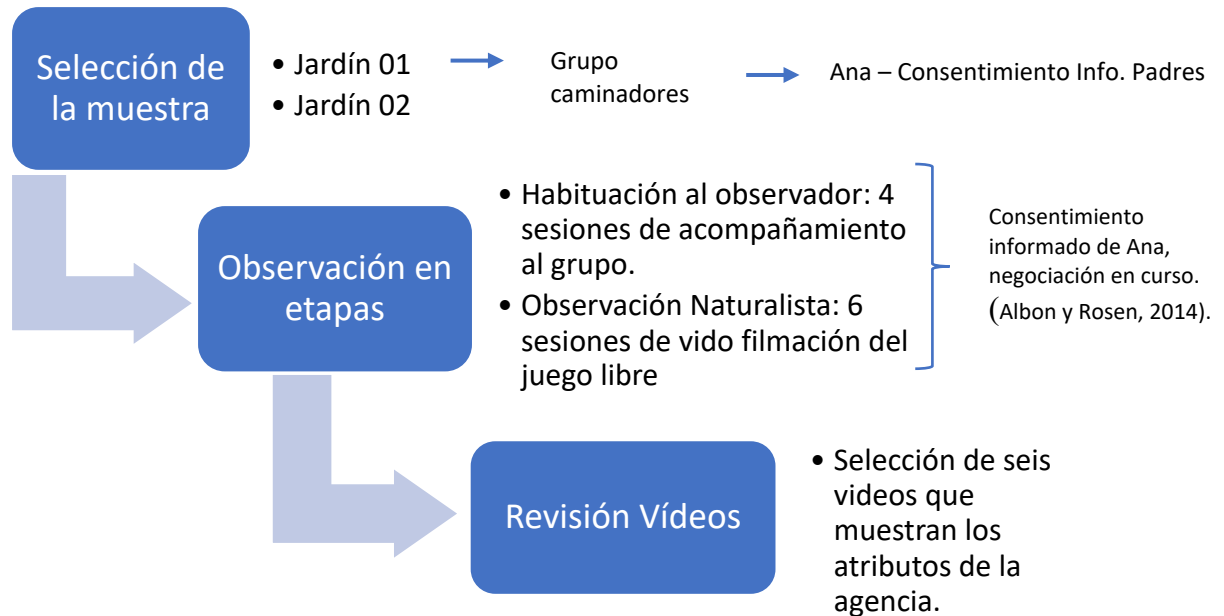 Selección de
la muestra
• Jardín 01
• Jardín 02
Grupo
caminadores
Ana – Consentimiento Info. Padres
Observación en
etapas
• Habituación al observador: 4
sesiones de acompañamiento
al grupo.
• Observación Naturalista: 6
sesiones de vido filmación del
juego libre
Consentimiento
informado de Ana,
negociación en curso.
(Albon y Rosen, 2014).
Revisión Vídeos
• Selección de seis
videos que
muestran los
atributos de la
agencia.